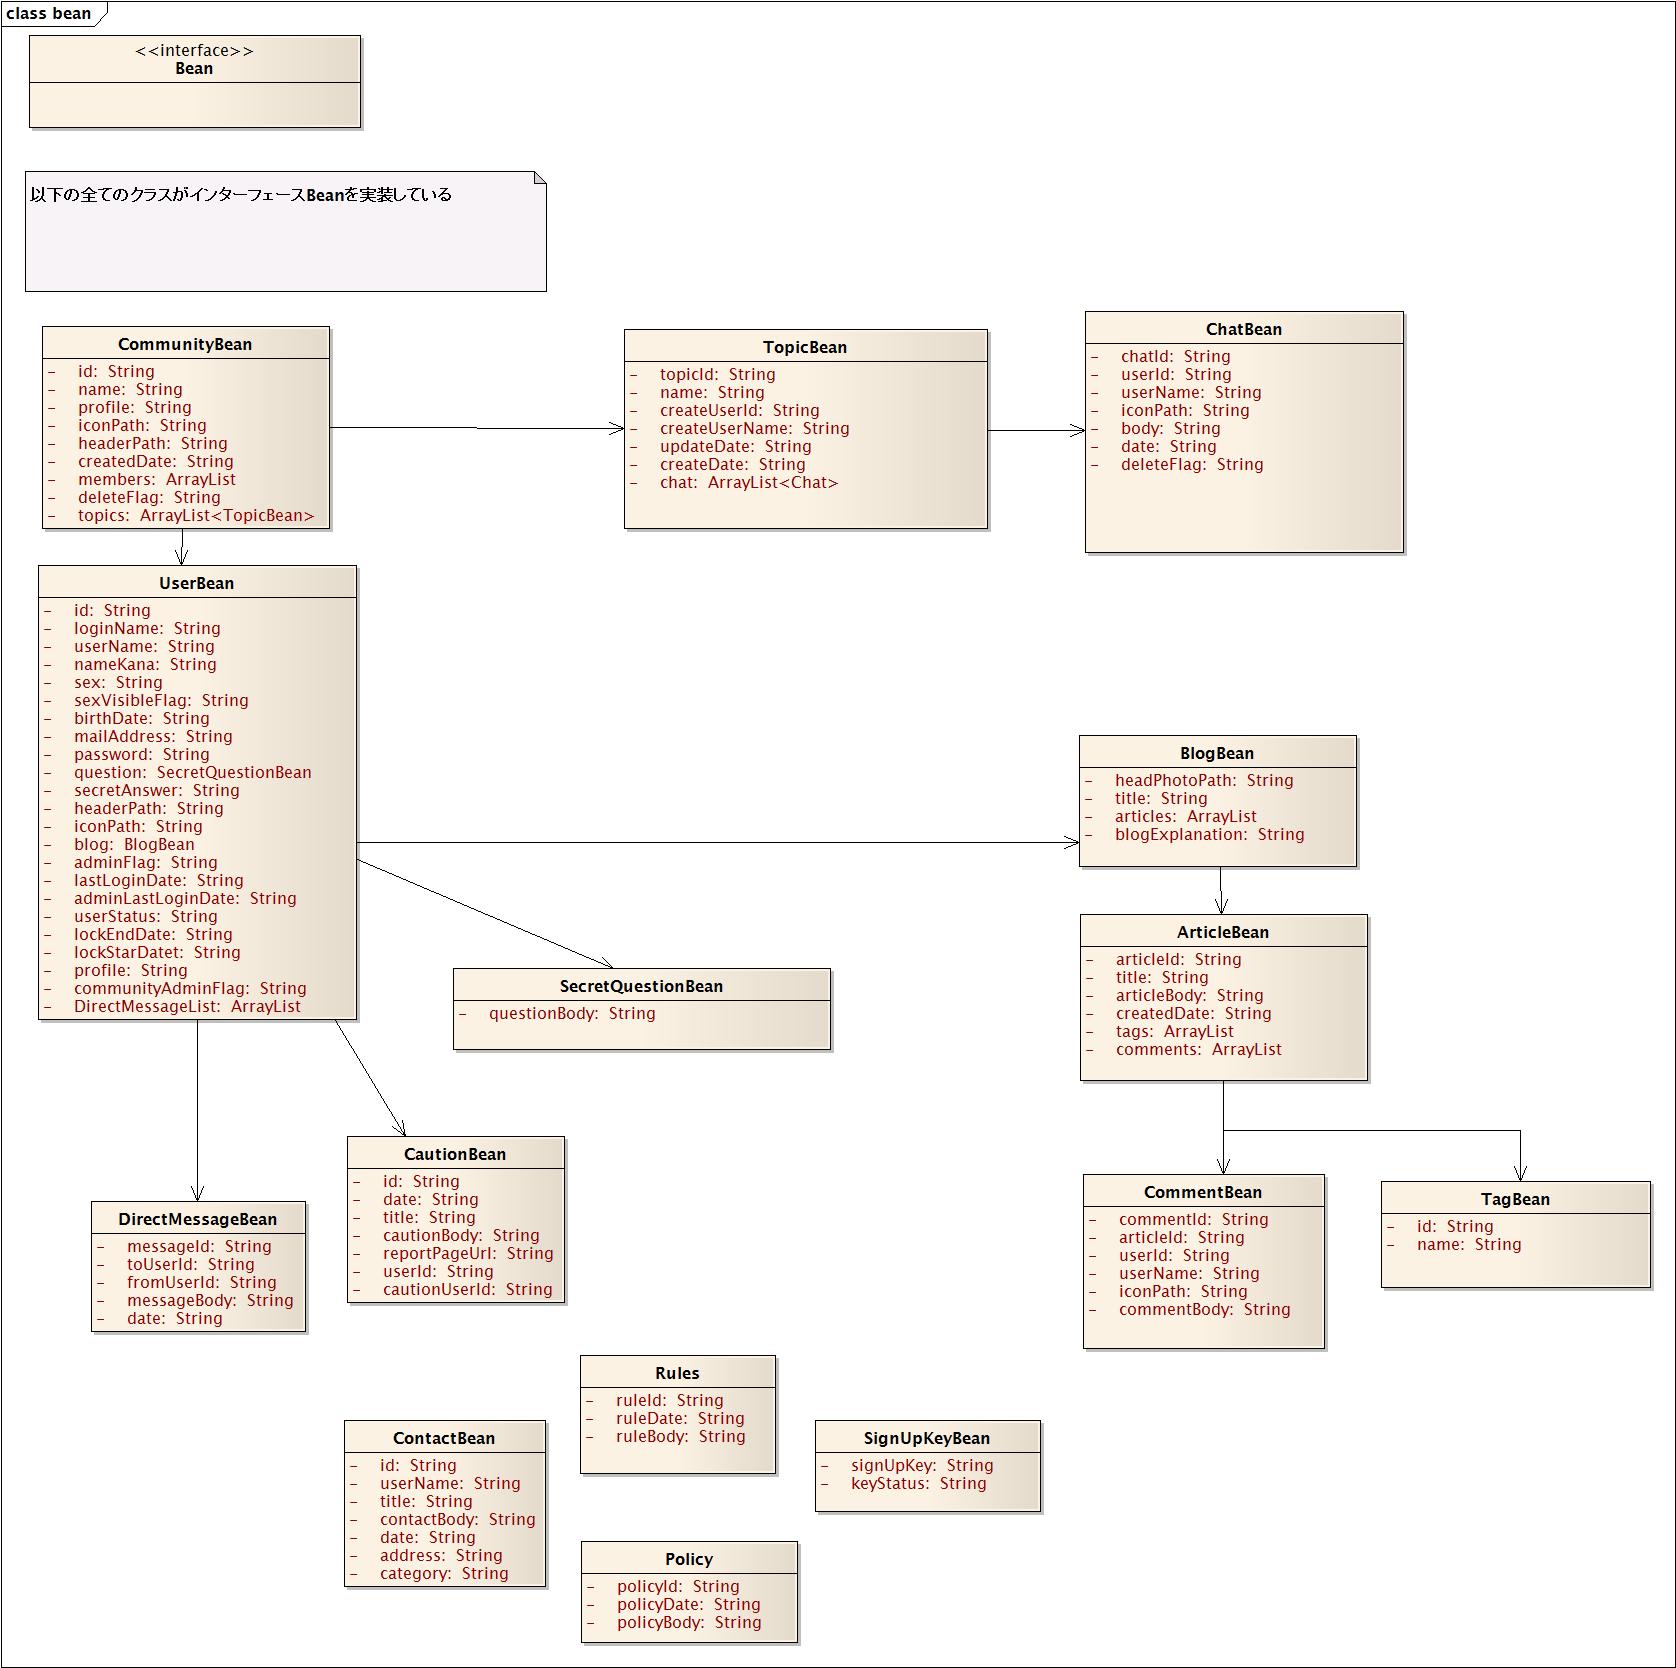 class bean
<<interface>>
Bean
以下の全てのクラスがインターフェースBeanを実装している
CommunityBean
- id: String
- name: String
- profile: String
- iconPath: String
- headerPath: String
- createdDate: String
- members: ArrayList
- deleteFlag: String
- topics: ArrayList<TopicBean>
TopicBean
- topicId: String
- name: String
- createUserId: String
- createUserName: String
- updateDate: String
- createDate: String
- chat: ArrayList<Chat>
ChatBean
- chatId: String
- userId: String
- userName: String
- iconPath: String
- body: String
- date: String
- deleteFlag: String
UserBean
- id: String
- loginName: String
- userName: String
- nameKana: String
- sex: String
- sexVisibleFlag: String
- birthDate: String
- mailAddress: String
- password: String
- question: SecretQuestionBean
- secretAnswer: String
- headerPath: String
- iconPath: String
- blog: BlogBean
- adminFlag: String
- lastLoginDate: String
- adminLastLoginDate: String
- userStatus: String
- lockEndDate: String
- lockStarDatet: String
- profile: String
- communityAdminFlag: String
- DirectMessageList: ArrayList
BlogBean
- headPhotoPath: String
- title: String
- articles: ArrayList
- blogExplanation: String
ArticleBean
- articleId: String
- title: String
- articleBody: String
- createdDate: String
- tags: ArrayList
- comments: ArrayList
SecretQuestionBean
- questionBody: String
CautionBean
- id: String
- date: String
- title: String
- cautionBody: String
- reportPageUrl: String
- userId: String
- cautionUserId: String
DirectMessageBean
- messageId: String
- toUserId: String
- fromUserId: String
- messageBody: String
- date: String
CommentBean
- commentId: String
- articleId: String
- userId: String
- userName: String
- iconPath: String
- commentBody: String
TagBean
- id: String
- name: String
Rules
- ruleId: String
- ruleDate: String
- ruleBody: String
ContactBean
- id: String
- userName: String
- title: String
- contactBody: String
- date: String
- address: String
- category: String
SignUpKeyBean
- signUpKey: String
- keyStatus: String
Policy
- policyId: String
- policyDate: String
- policyBody: String